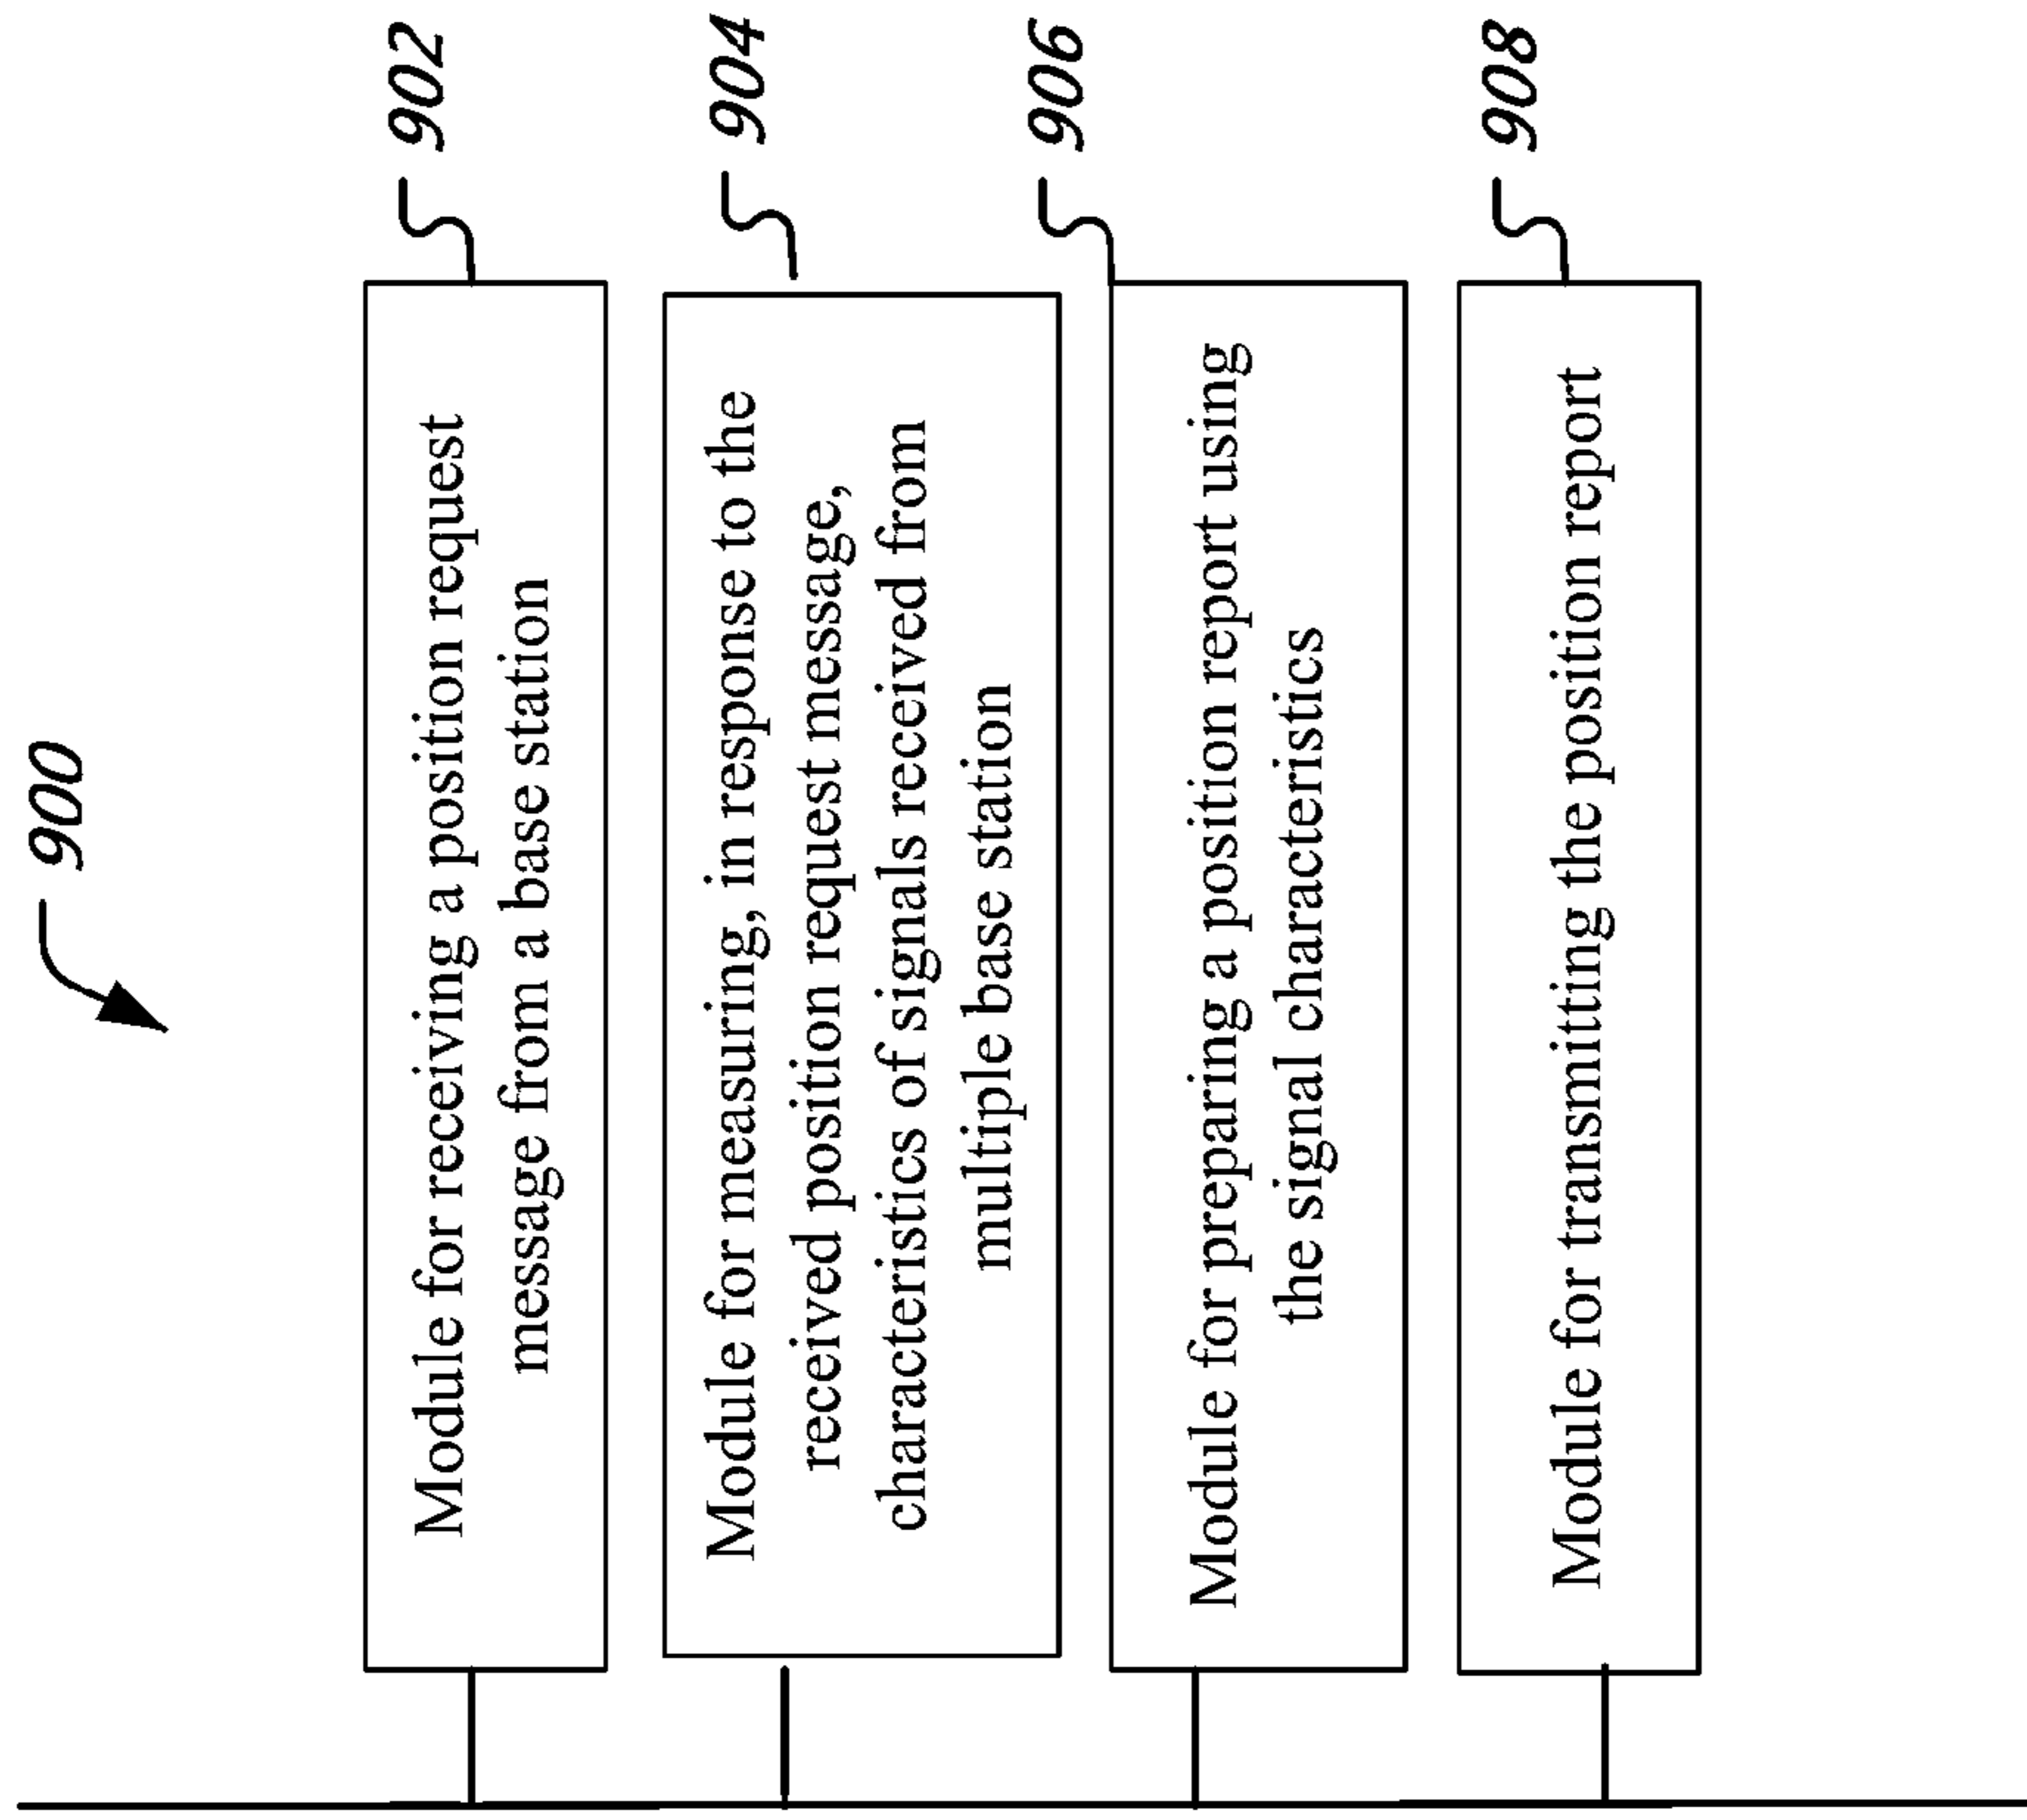 900
902
Module for receiving a position request
message from a base station
904
Module for measuring, in response to the
received position request message,
characteristics of signals received from
multiple base station
906
Module for preparing a position report using
the signal characteristics
908
Module for transmitting the position report